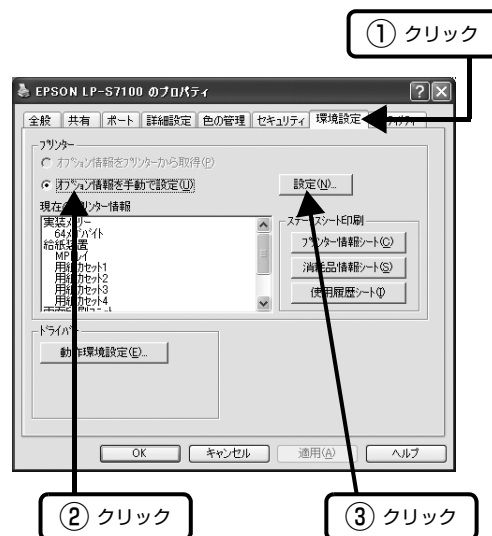 ① クリック
EPSON LP-S7100 のプロパティ
全般 共有 ポート 詳細設定 色の管理 セキュリティ 環境設定
プリンター
オプション情報をプリンターから取得(P)
オプション情報を手動で設定(U)
設定(N)...
実装メモリー
64メガバイト
給紙装置
MPトレイ
用紙カセット1
用紙カセット2
用紙カセット3
用紙カセット4
ステータスシート印刷
プリンター情報シート(C)
消耗品情報シート(S)
使用履歴シート(I)
ドライバー
動作環境設定(E)...
OK キャンセル 適用(A) ヘルプ
② クリック
③ クリック